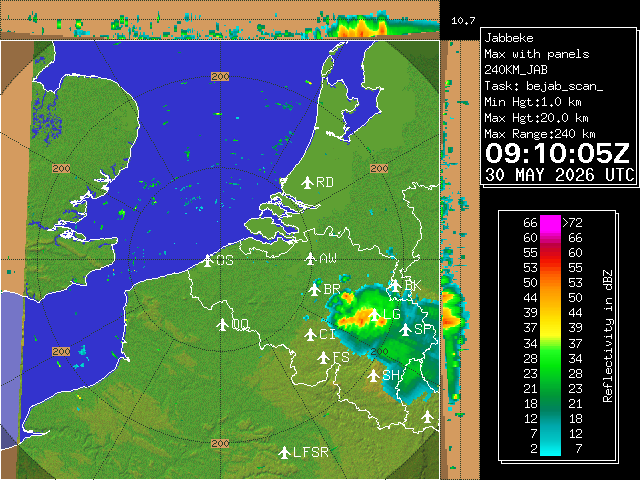 10.7
Jabbeke
Max with panels
240KM_JAB
Task: bejab_scan_
Min Hgt:1.0 km
Max Hgt:20.0 km
Max Range:240 km
09:10:05Z
30 MAY 2026 UTC
200
200
200
RD
OS
AW
BR
BK
LG
QQ
CI
SP
200
FS
200
SH
200
LFSR
66 >72
60 66
55 60
53 55
50 53
44 50
39 44
37 39
34 37
28 34
24 28
21 24
18 21
12 18
7 12
2 7
Reflectivity in dBZ